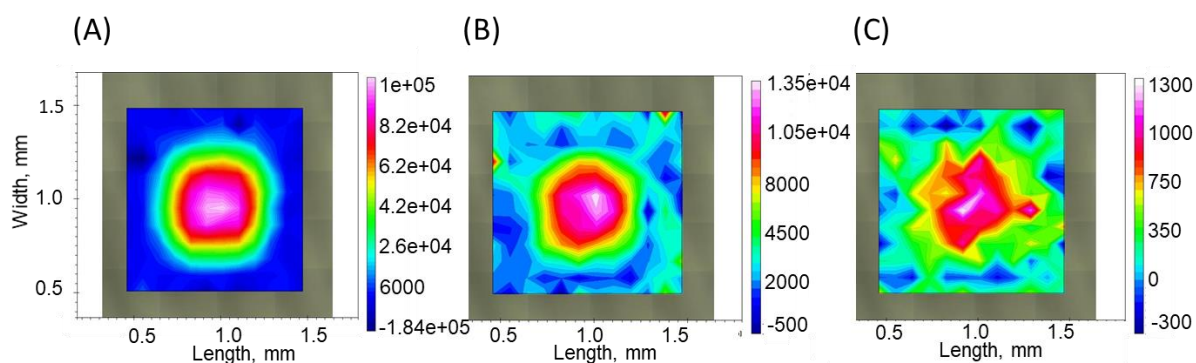 (A)
(B)
(C)
Width, mm
1.5
1.0
0.5
0.5 1.0 1.5
Length, mm
1e+05
8.2e+04
6.2e+04
4.2e+04
2.6e+04
6000
-1.84e+05
0.5 1.0 1.5
Length, mm
1.35e+04
1.05e+04
8000
4500
2000
-500
0.5 1.0 1.5
Length, mm
1300
1000
750
350
0
-300